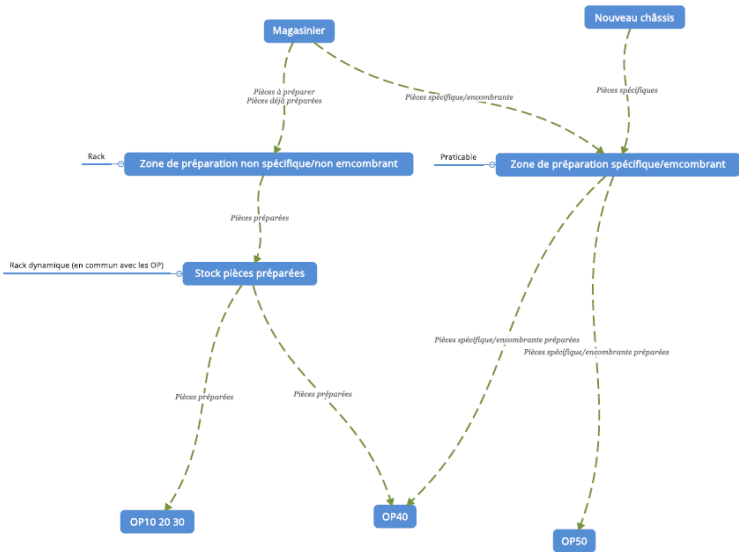 Nouveau châssis
Magasinier
Pièces à préparer
Pièces déjà préparées
Pièces spécifique/encombrante
Pièces spécifiques
Rack
Zone de préparation non spécifique/non emcombrant
Praticable
Zone de préparation spécifique/emcombrant
Pièces préparées
Rack dynamique (en commun avec les OP)
Stock pièces préparées
Pièces spécifique/encombrante préparées
Pièces spécifique/encombrante préparées
Pièces préparées
Pièces préparées
OP10 20 30
OP40
OP50